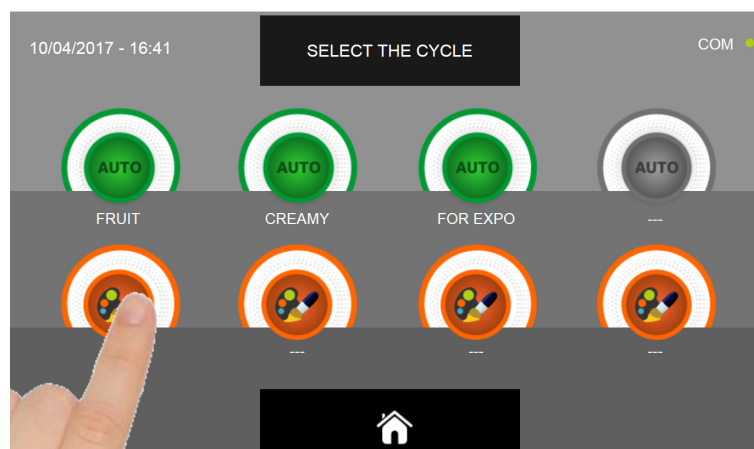 10/04/2017 - 16:41
SELECT THE CYCLE
COM
AUTO
AUTO
AUTO
AUTO
FRUIT
CREAMY
FOR EXPO
---
---
---
---